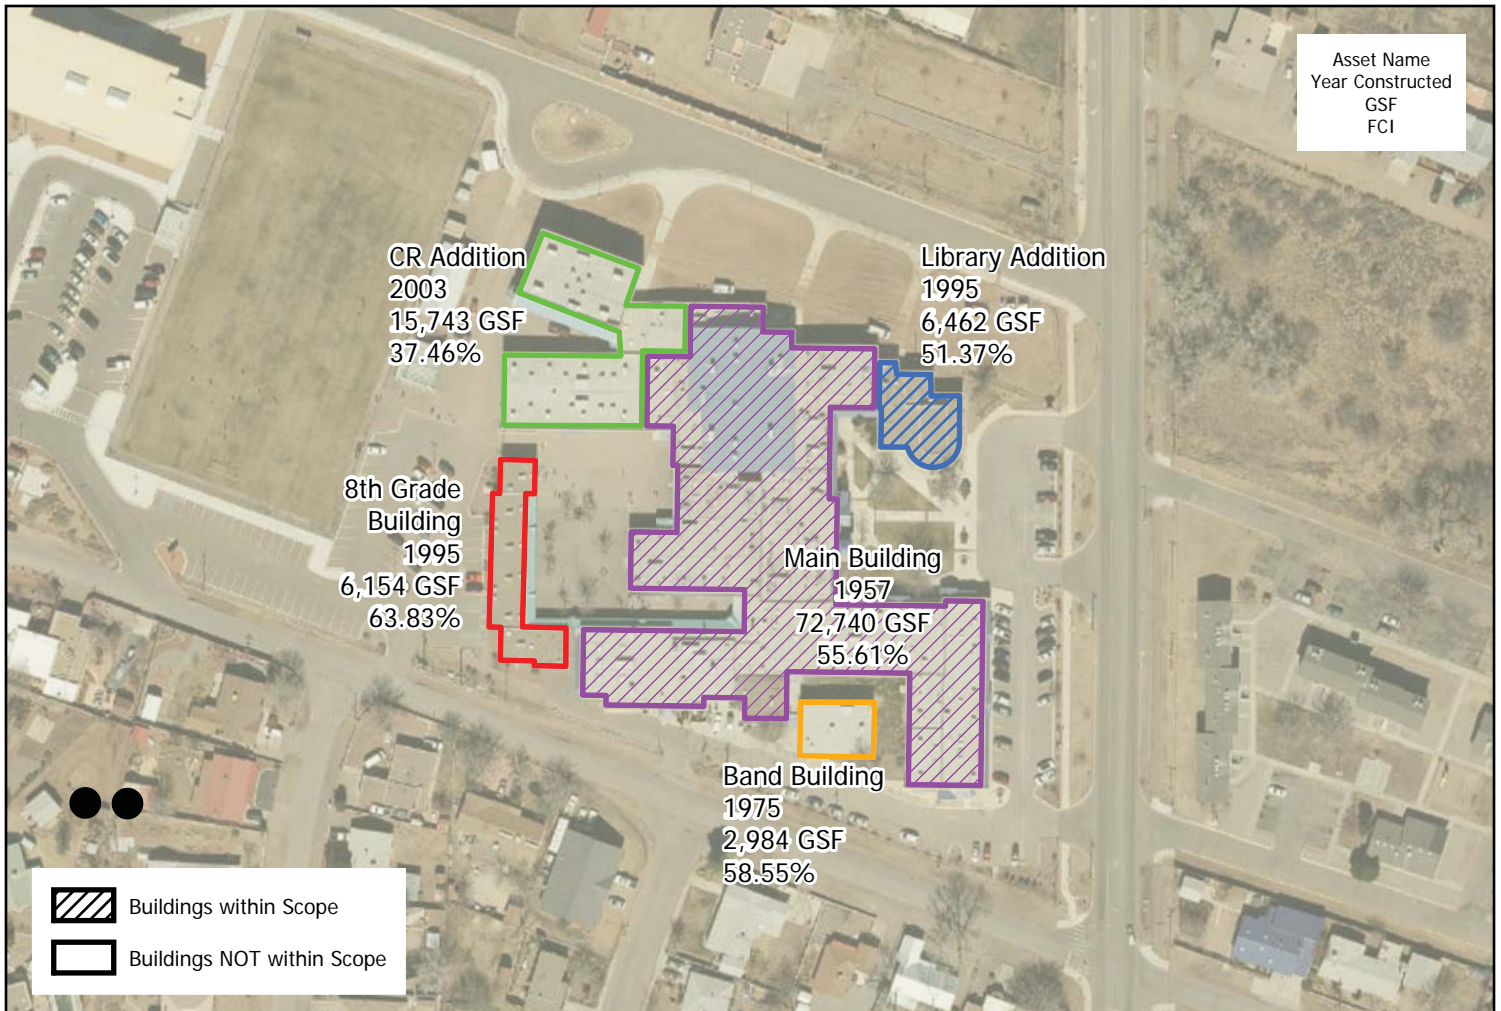 Asset Name
Year Constructed
GSF
FCI
CR Addition
2003
15,743 GSF
37.46%
Library Addition
1995
6,462 GSF
51.37%
8th Grade
Building
1995
6,154 GSF
63.83%
Main Building
1957
72,740 GSF
55.61%
Band Building
1975
2,984 GSF
58.55%
Buildings within Scope
Buildings NOT within Scope